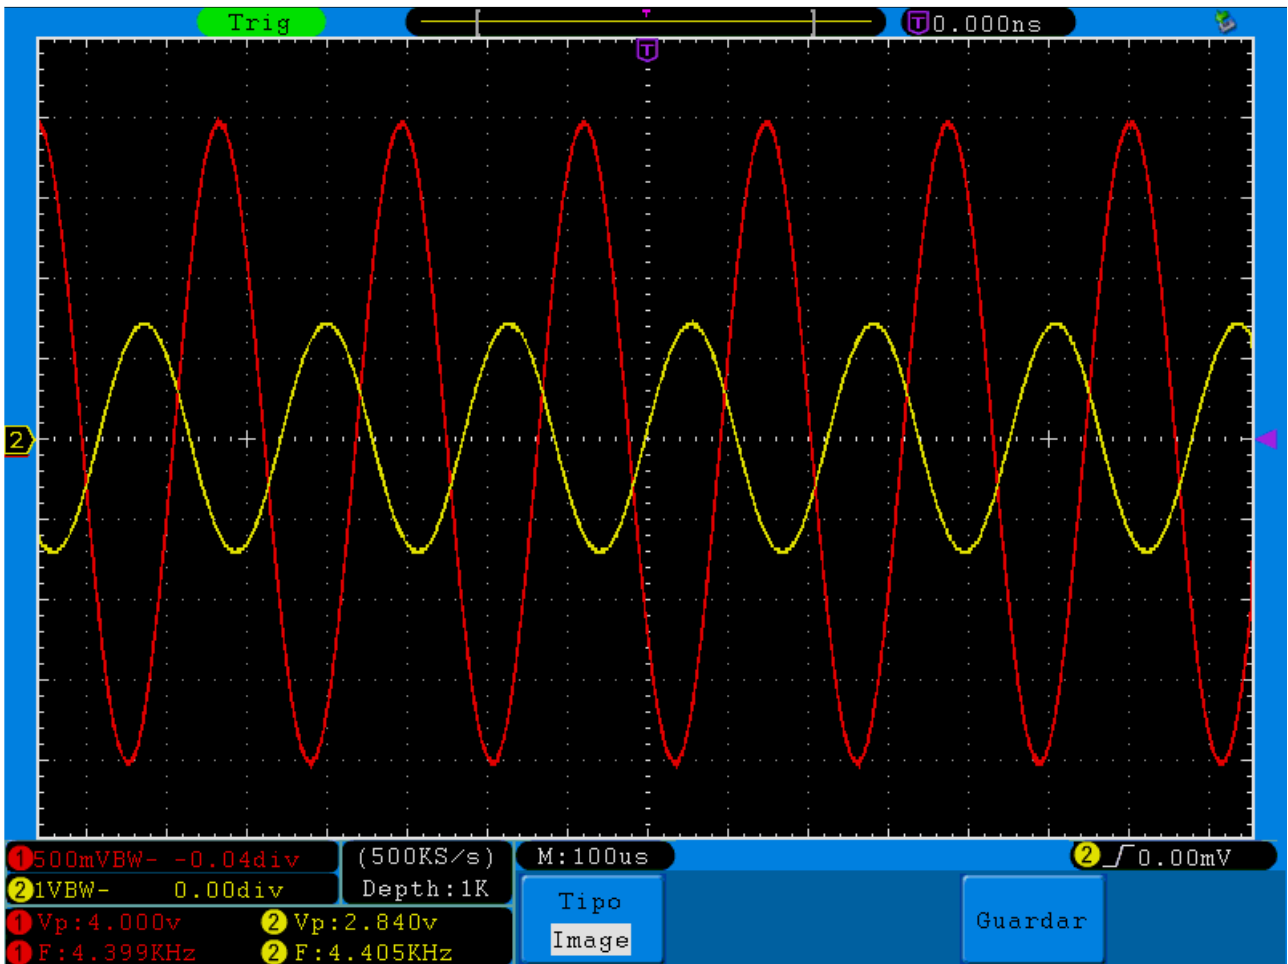 Trig T 0.000ns
T
2
1 500mVBW- -0.04div (500KS/s) M:100us 2 0.00mV
2 1VBW- 0.00div Depth:1K
1 Vp:4.000v 2 Vp:2.840v
1 F:4.399KHz 2 F:4.405KHz
Tipo
Image
Guardar